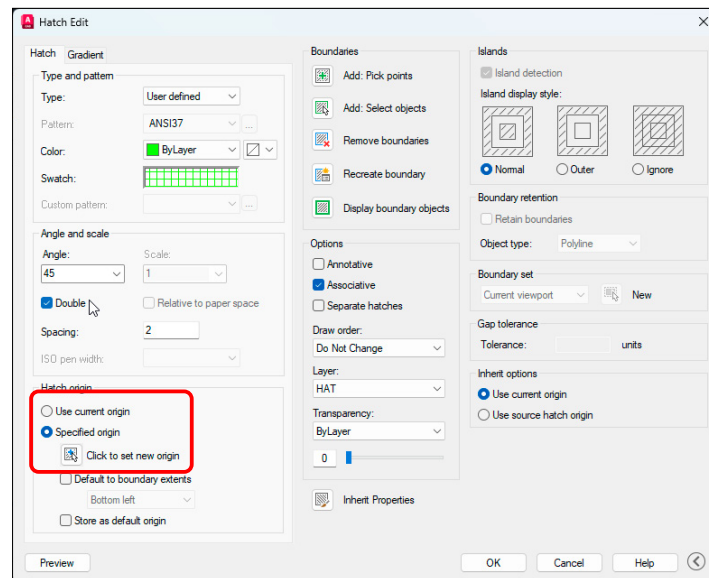 Hatch Edit
Hatch Gradient
Type and pattern
Type: User defined
Pattern: ANSI37 ...
Color: ByLayer
Swatch:
Custom pattern: ...
Angle and scale
Angle: Scale:
45 1
Double Relative to paper space
Spacing: 2
ISO pen width:
Hatch origin
Use current origin
Specified origin
Click to set new origin
Default to boundary extents
Bottom left
Store as default origin
Boundaries
Add: Pick points
Add: Select objects
Remove boundaries
Recreate boundary
Display boundary objects
Options
Annotative
Associative
Separate hatches
Draw order:
Do Not Change
Layer:
HAT
Transparency:
ByLayer
0
Inherit Properties
Islands
Island detection
Island display style:
Normal Outer Ignore
Boundary retention
Retain boundaries
Object type: Polyline
Boundary set
Current viewport New
Gap tolerance
Tolerance: units
Inherit options
Use current origin
Use source hatch origin
Preview OK Cancel Help